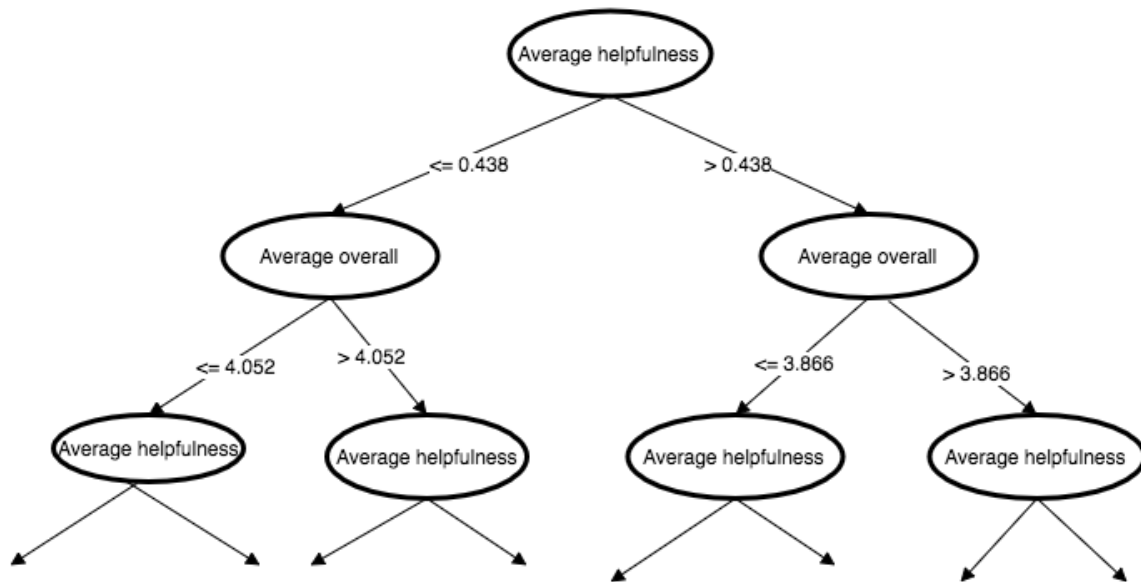 Average helpfulness
<= 0.438
> 0.438
Average overall
Average overall
<= 4.052
> 4.052
<= 3.866
> 3.866
Average helpfulness
Average helpfulness
Average helpfulness
Average helpfulness